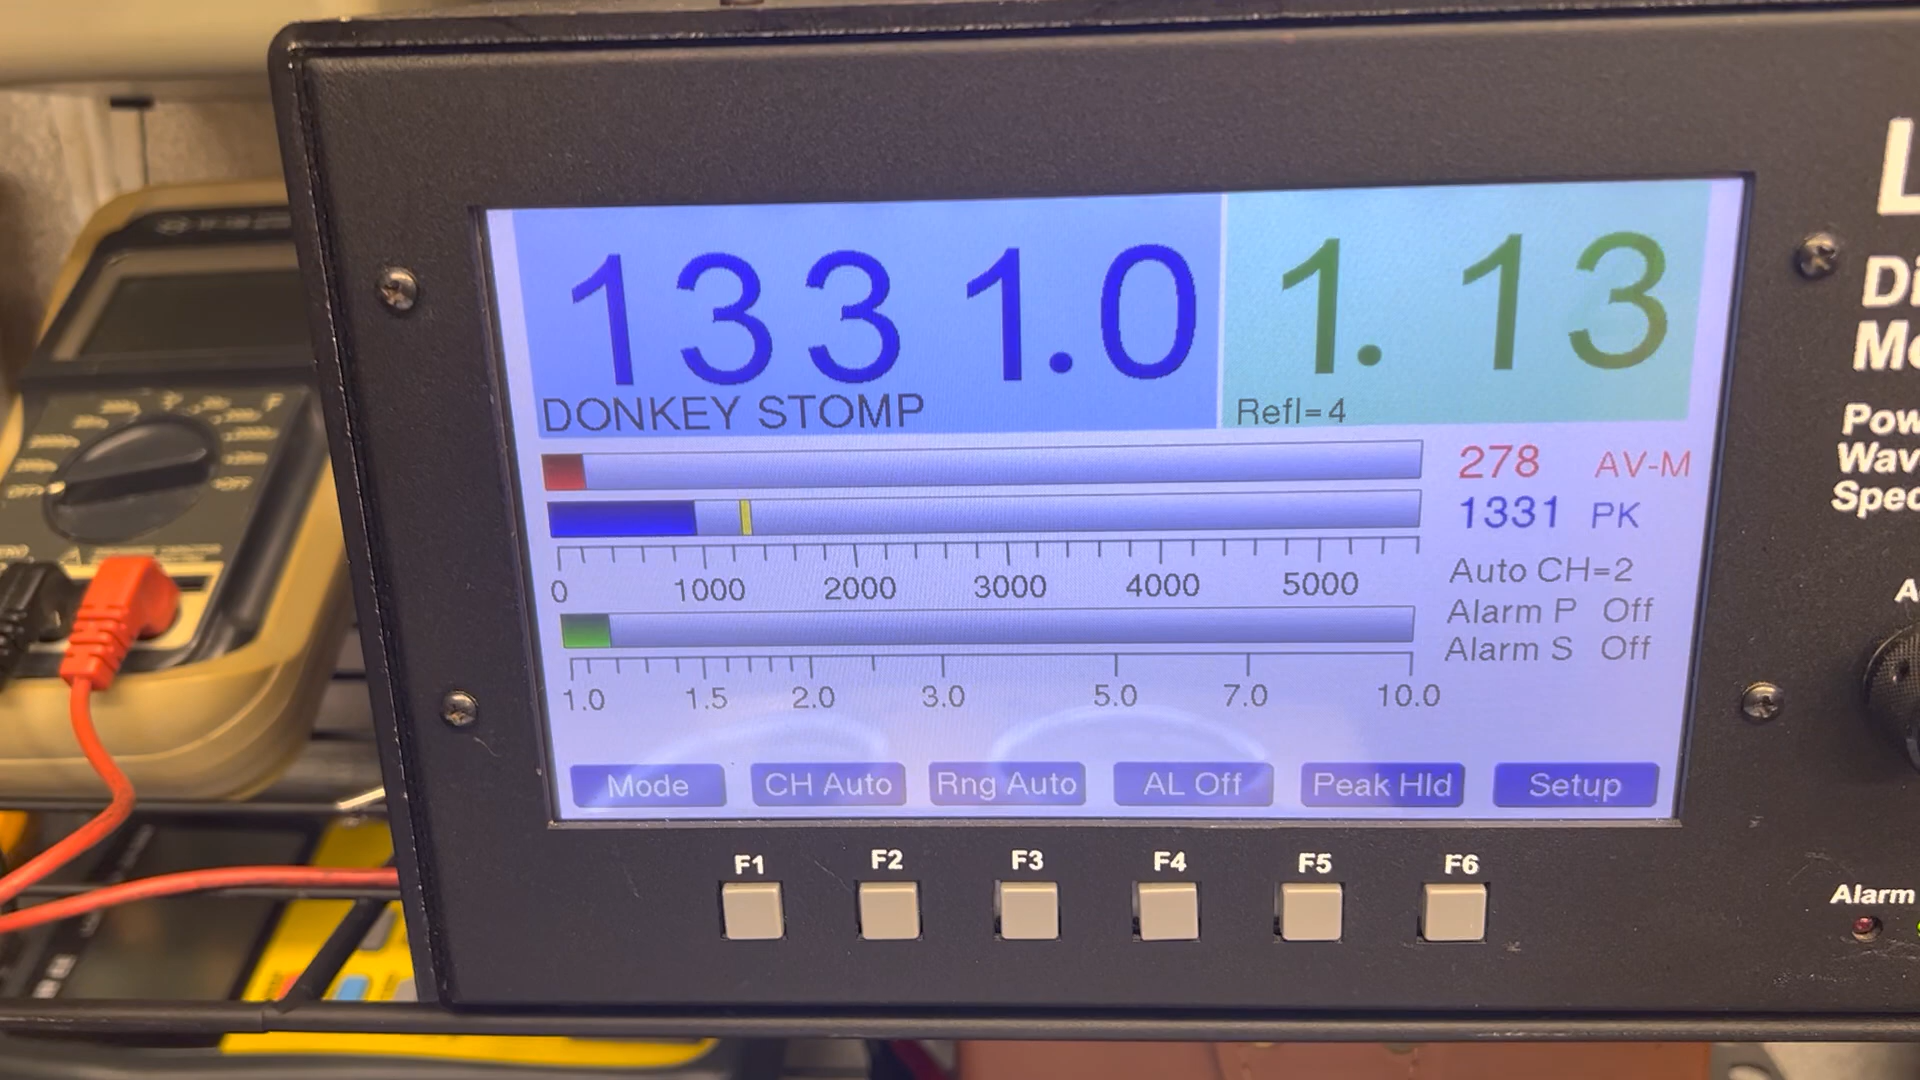 1331.0 1.13
DONKEY STOMP Refl=4
278 AV-M
1331 PK
0 1000 2000 3000 4000 5000
Auto CH=2
Alarm P Off
Alarm S Off
1.0 1.5 2.0 3.0 5.0 7.0 10.0
Mode CH Auto Rng Auto AL Off Peak Hld Setup
F1 F2 F3 F4 F5 F6
L
Di
Pow
Wav
Spec
Alarm